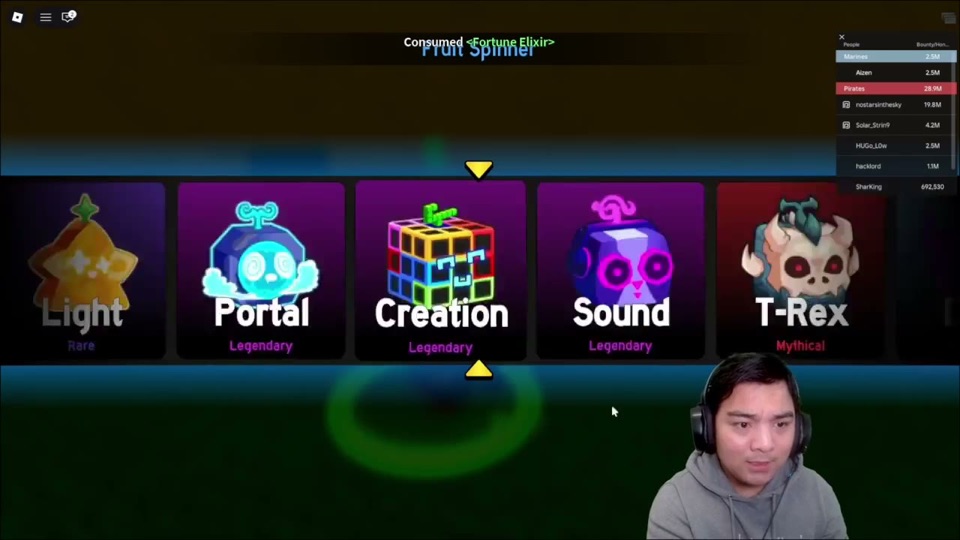 2
Consumed <Fortune Elixir>
Fruit Spinner
People Bounty/Hon...
Marines 2.5M
Aizen 2.5M
Pirates 28.9M
nostarsinthesky 19.8M
Solar_Strin9 4.2M
HUGo_L0w 2.5M
hacklord 1.1M
SharKing 692,530
Light
Rare
Portal
Legendary
Creation
Legendary
Sound
Legendary
T-Rex
Mythical